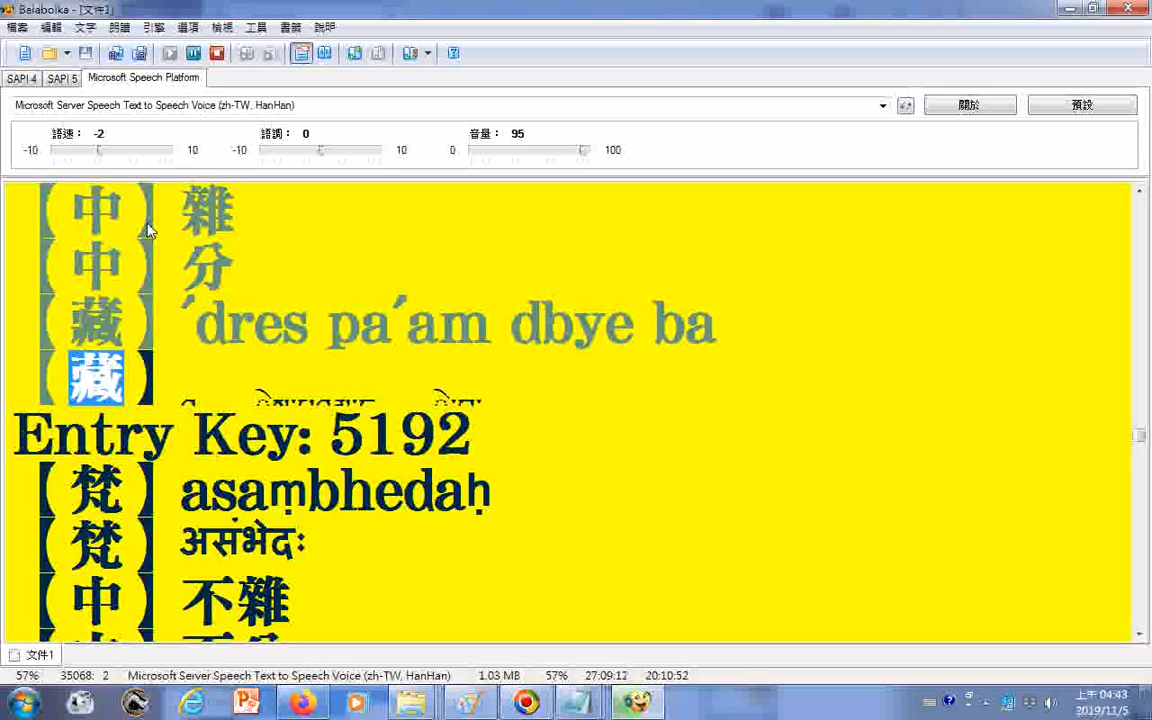 Balabolka - [文件1]
檔案 編輯 文字 朗讀 引擎 選項 檢視 工具 書籤 說明
SAPI 4 SAPI 5 Microsoft Speech Platform
Microsoft Server Speech Text to Speech Voice (zh-TW, HanHan) 關於 預設
語速： -2 語調： 0 音量： 95
-10 10 -10 10 0 100
【中】 雜
【中】 分
【藏】 ´dres pa´am dbye ba
【藏】
Entry Key: 5192
【梵】 asaṃbhedaḥ
【梵】 असंभेदः
【中】 不雜
文件1
57% 35068: 2 Microsoft Server Speech Text to Speech Voice (zh-TW, HanHan) 1.03 MB 57% 27:09:12 20:10:52
上午 04:43
2019/11/5